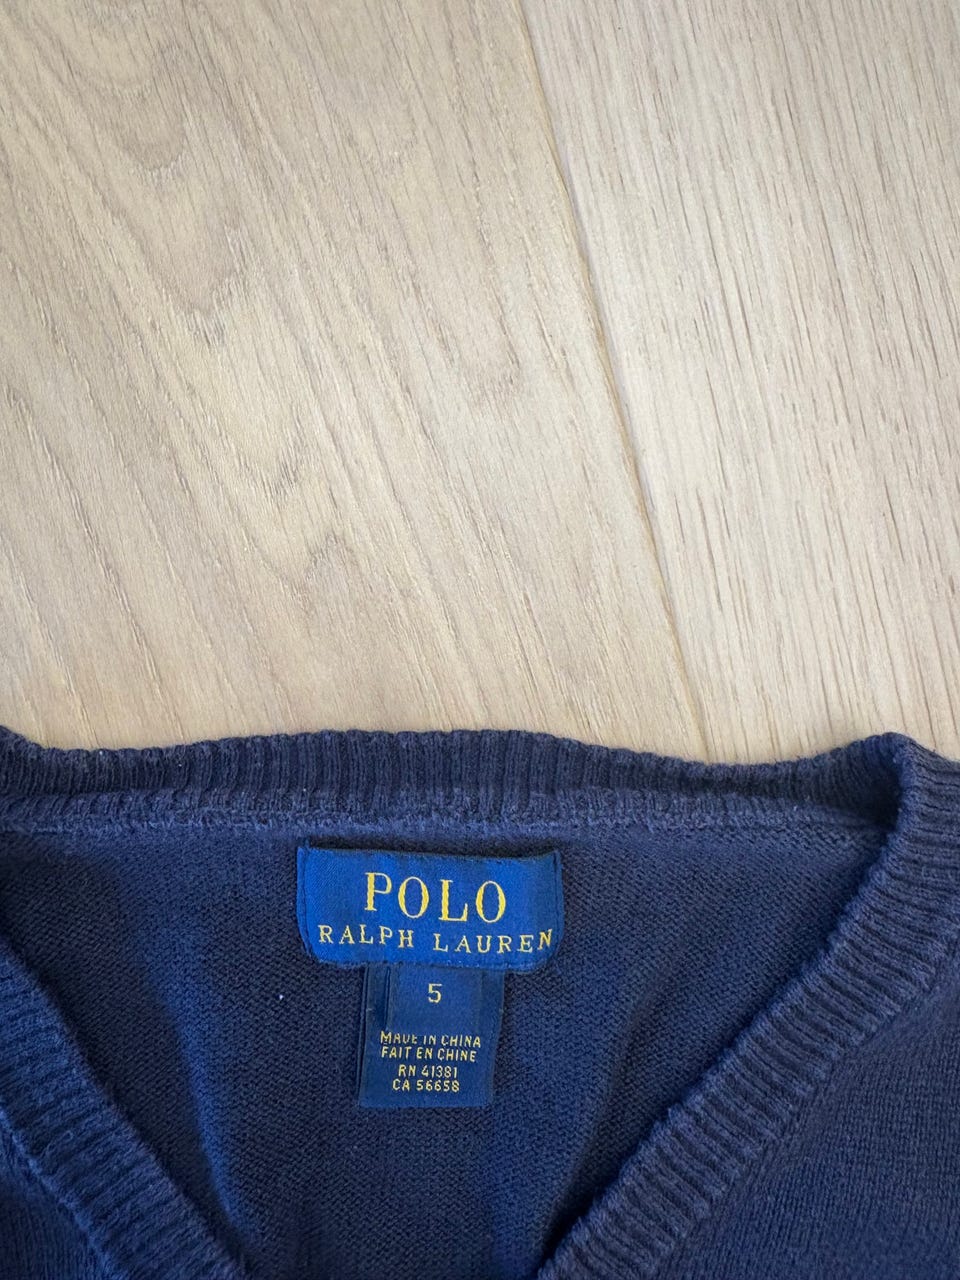 POLO
RALPH LAUREN
5
MADE IN CHINA
FAIT EN CHINE
RN 41381
CA 56658